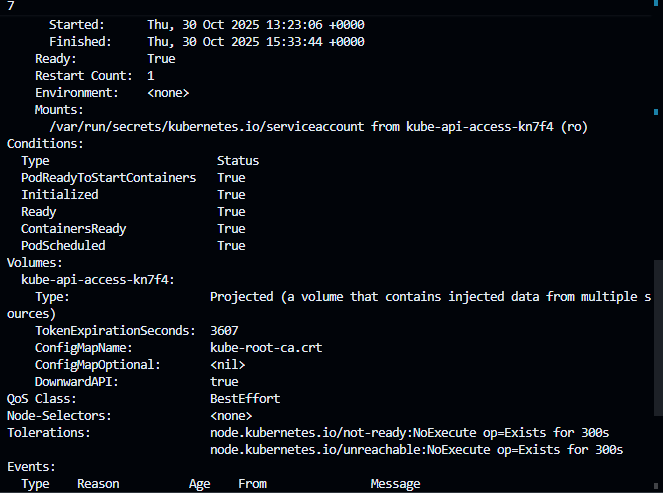 7
      Started:      Thu, 30 Oct 2025 13:23:06 +0000
      Finished:     Thu, 30 Oct 2025 15:33:44 +0000
    Ready:          True
    Restart Count:  1
    Environment:    <none>
    Mounts:
      /var/run/secrets/kubernetes.io/serviceaccount from kube-api-access-kn7f4 (ro)
Conditions:
  Type                        Status
  PodReadyToStartContainers   True
  Initialized                 True
  Ready                       True
  ContainersReady             True
  PodScheduled                True
Volumes:
  kube-api-access-kn7f4:
    Type:                    Projected (a volume that contains injected data from multiple s
ources)
    TokenExpirationSeconds:  3607
    ConfigMapName:           kube-root-ca.crt
    ConfigMapOptional:       <nil>
    DownwardAPI:             true
QoS Class:                   BestEffort
Node-Selectors:              <none>
Tolerations:                 node.kubernetes.io/not-ready:NoExecute op=Exists for 300s
                             node.kubernetes.io/unreachable:NoExecute op=Exists for 300s
Events:
  Type    Reason          Age    From               Message